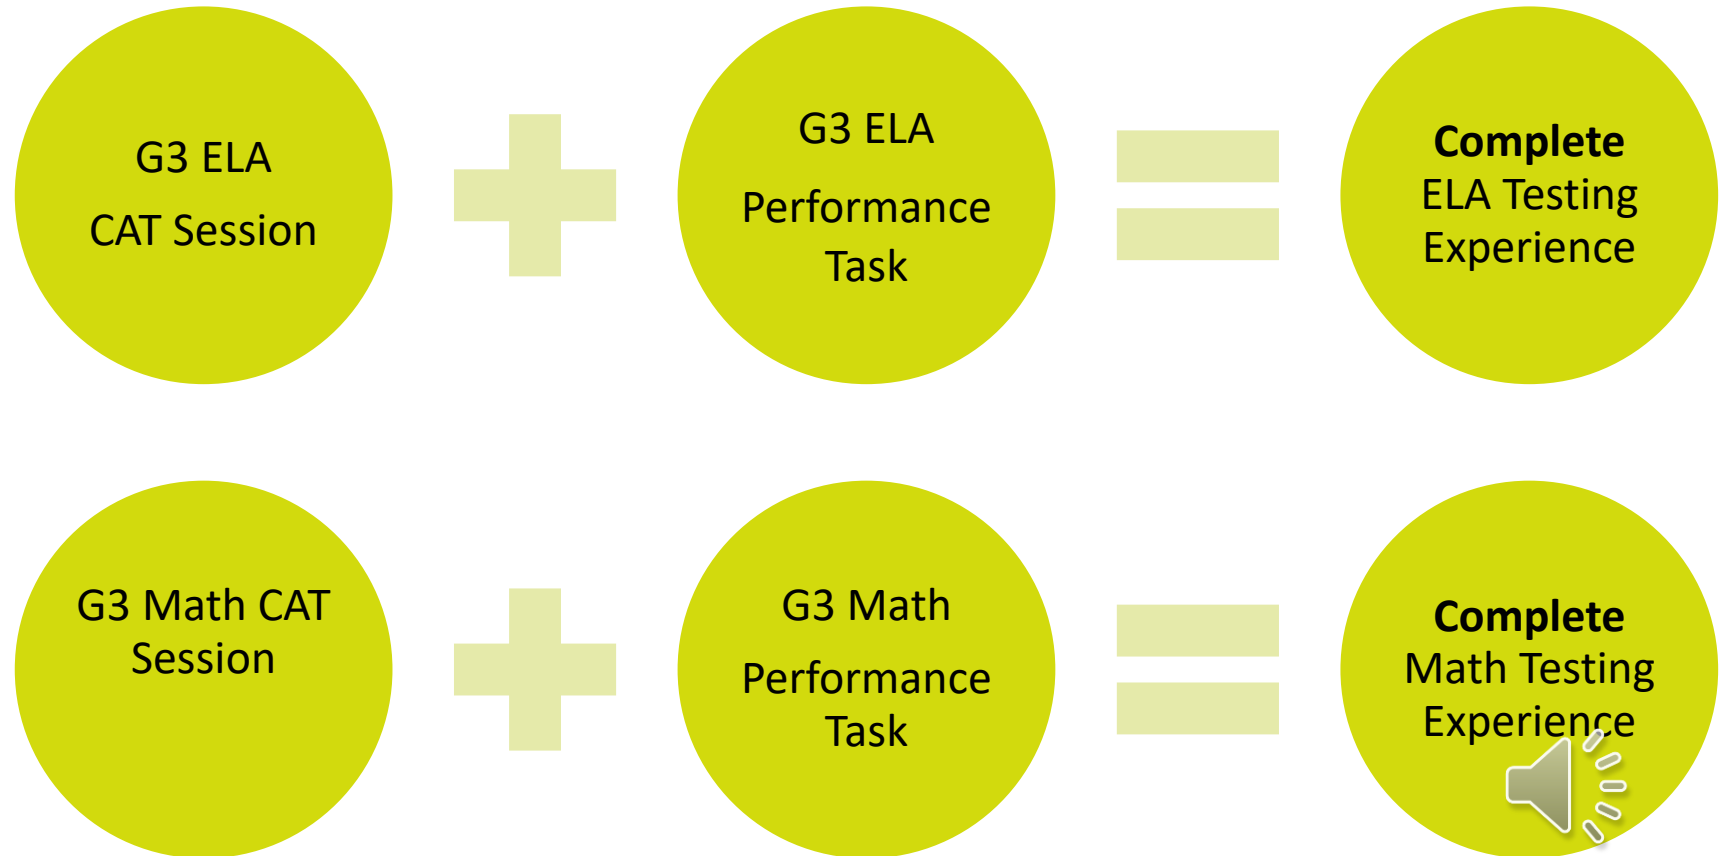 G3 ELA
CAT Session
G3 ELA
Performance
Task
Complete
ELA Testing
Experience
G3 Math CAT
Session
G3 Math
Performance
Task
Complete
Math Testing
Experience